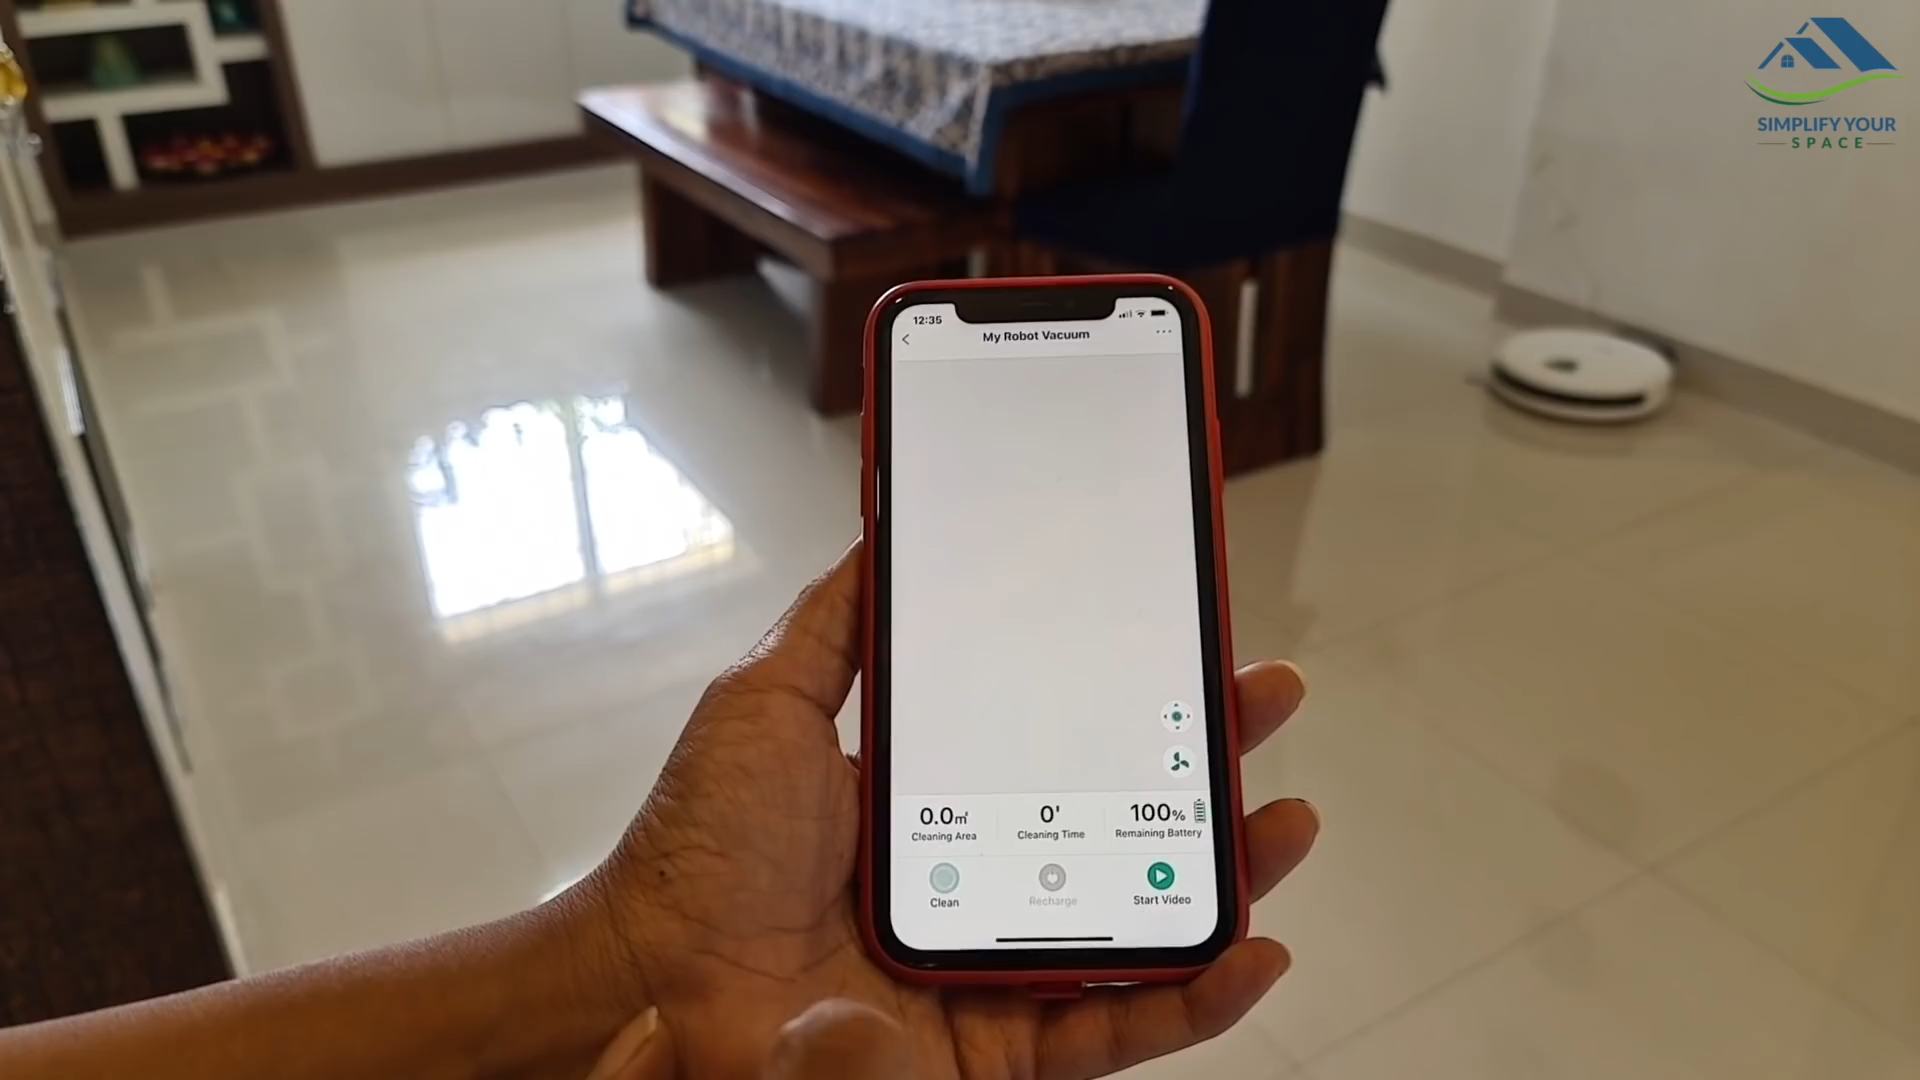 SIMPLIFY YOUR
SPACE
12:35
My Robot Vacuum
0.0㎡
0'
100%
Cleaning Area
Cleaning Time
Remaining Battery
Clean
Recharge
Start Video